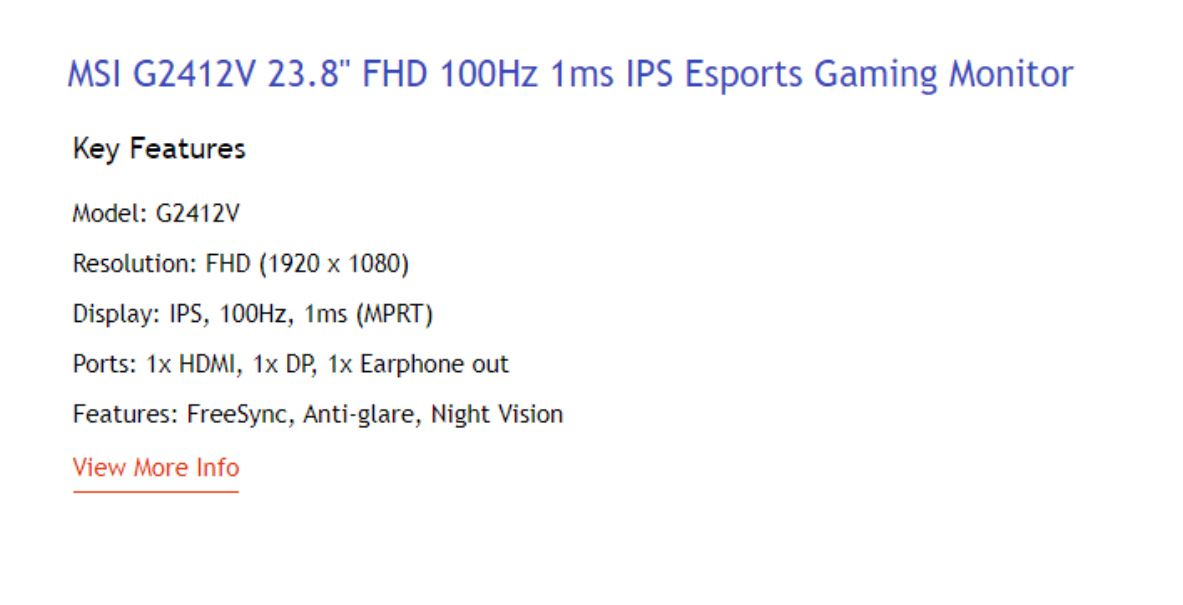 MSI G2412V 23.8" FHD 100Hz 1ms IPS Esports Gaming Monitor
Key Features
Model: G2412V
Resolution: FHD (1920 x 1080)
Display: IPS, 100Hz, 1ms (MPRT)
Ports: 1x HDMI, 1x DP, 1x Earphone out
Features: FreeSync, Anti-glare, Night Vision
View More Info